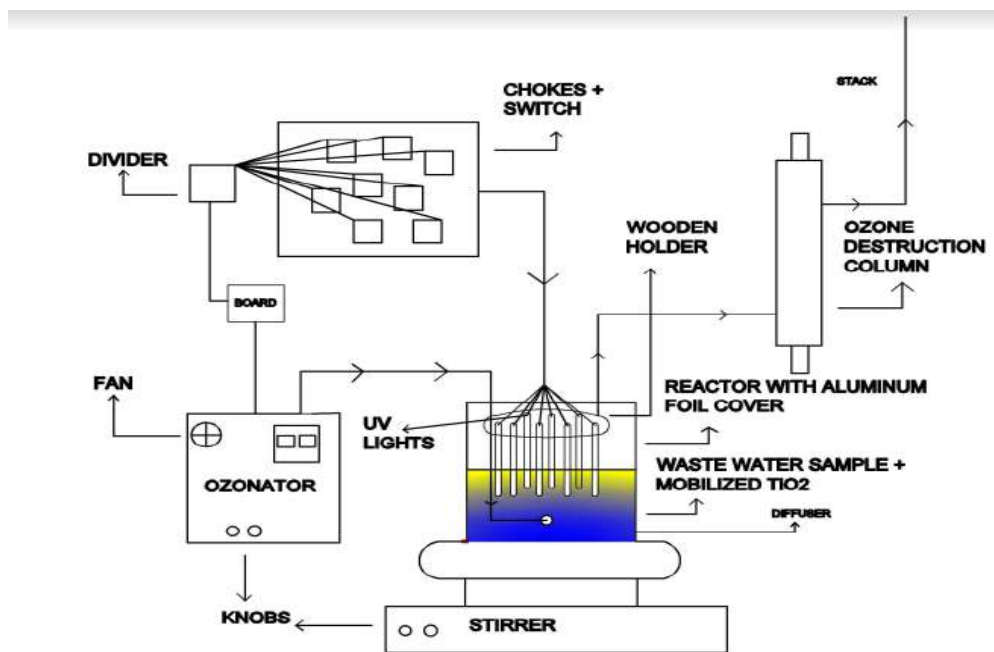 STACK
CHOKES +
SWITCH
DIVIDER
WOODEN
HOLDER
OZONE
DESTRUCTION
COLUMN
BOARD
FAN
REACTOR WITH ALUMINUM
FOIL COVER
UV
LIGHTS
WASTE WATER SAMPLE +
MOBILIZED TIO2
OZONATOR
DIFFUSER
KNOBS
STIRRER